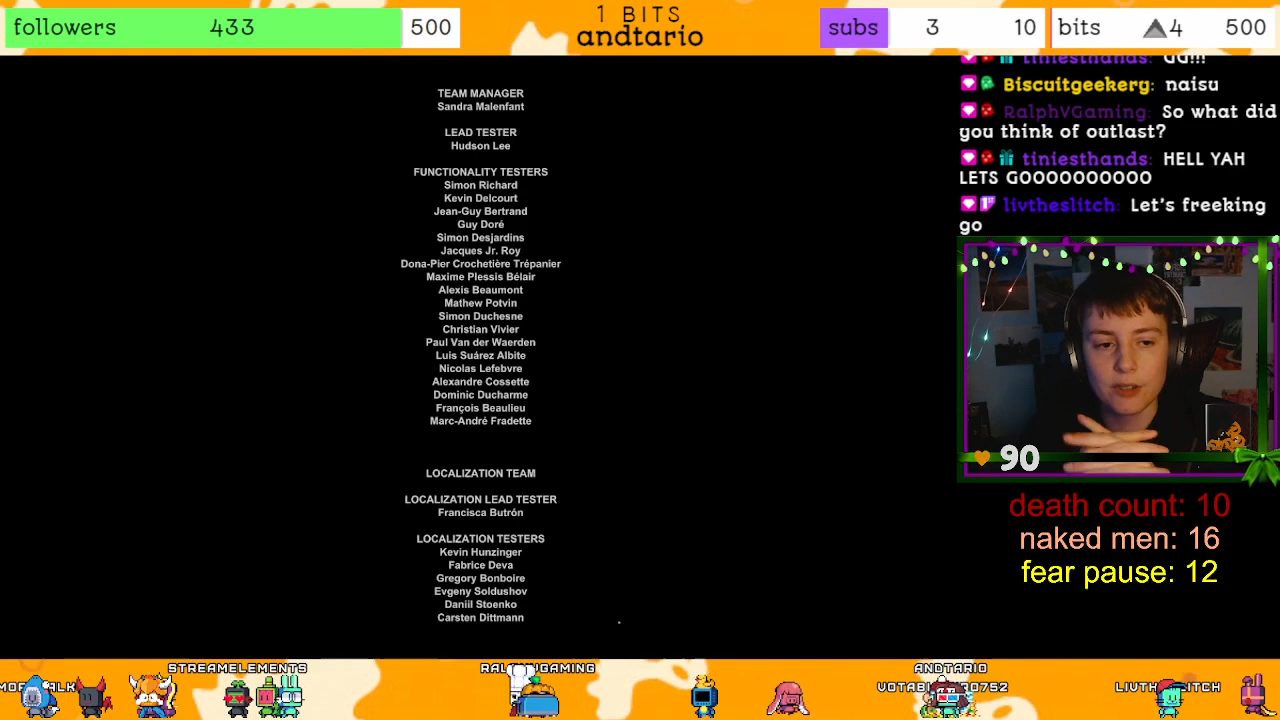 followers 433 500
1 BITS
andtario
subs 3 10
bits 4 500
TEAM MANAGER
Sandra Malenfant
LEAD TESTER
Hudson Lee
FUNCTIONALITY TESTERS
Simon Richard
Kevin Delcourt
Jean-Guy Bertrand
Guy Doré
Simon Desjardins
Jacques Jr. Roy
Dona-Pier Crochetière Trépanier
Maxime Plessis Bélair
Alexis Beaumont
Mathew Potvin
Simon Duchesne
Christian Vivier
Paul Van der Waerden
Luis Suárez Albite
Nicolas Lefebvre
Alexandre Cossette
Dominic Ducharme
François Beaulieu
Marc-André Fradette
LOCALIZATION TEAM
LOCALIZATION LEAD TESTER
Francisca Butrón
LOCALIZATION TESTERS
Kevin Hunzinger
Fabrice Deva
Gregory Bonboire
Evgeny Soldushov
Daniil Stoenko
Carsten Dittmann
tiniesthands: GG!!!
Biscuitgeekery: naisu
RalphVGaming: So what did
you think of outlast?
tiniesthands: HELL YAH
LETS GOOOOOOOOOO
livtheslitch: Let's freeking
go
90
death count: 10
naked men: 16
fear pause: 12
STREAMELEMENTS
ANDTARIO